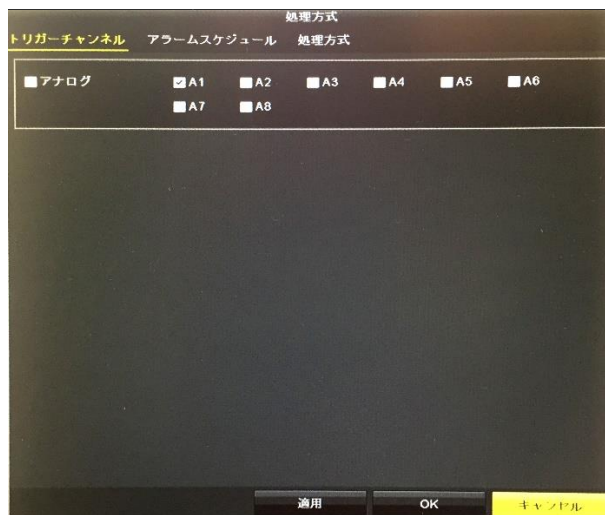 処理方式
トリガーチャンネル アラームスケジュール 処理方式
アナログ A1 A2 A3 A4 A5 A6
A7 A8
適用 OK キャンセル